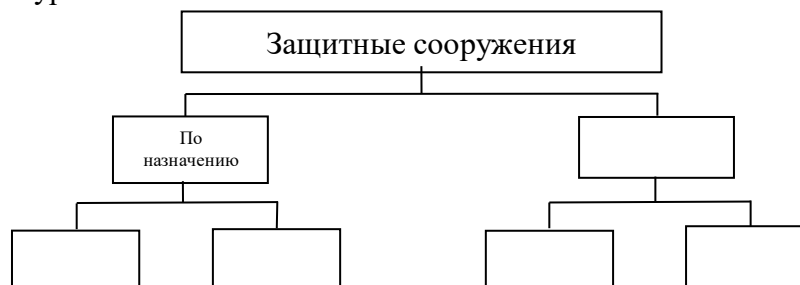 Защитные сооружения
По
назначению